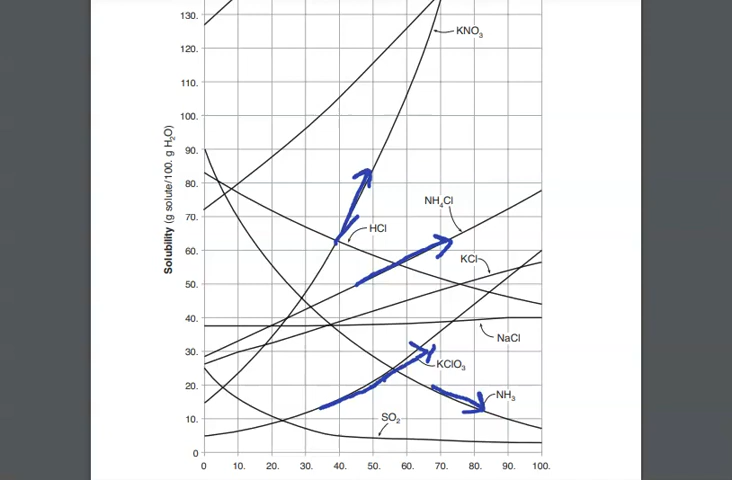 130.
KNO₃
120.
110.
100.
90.
80.
70.
60.
50.
40.
30.
20.
10.
0
Solubility (g solute/100. g H₂O)
NH₄Cl
HCl
KCl
NaCl
KClO₃
NH₃
SO₂
0 10. 20. 30. 40. 50. 60. 70. 80. 90. 100.